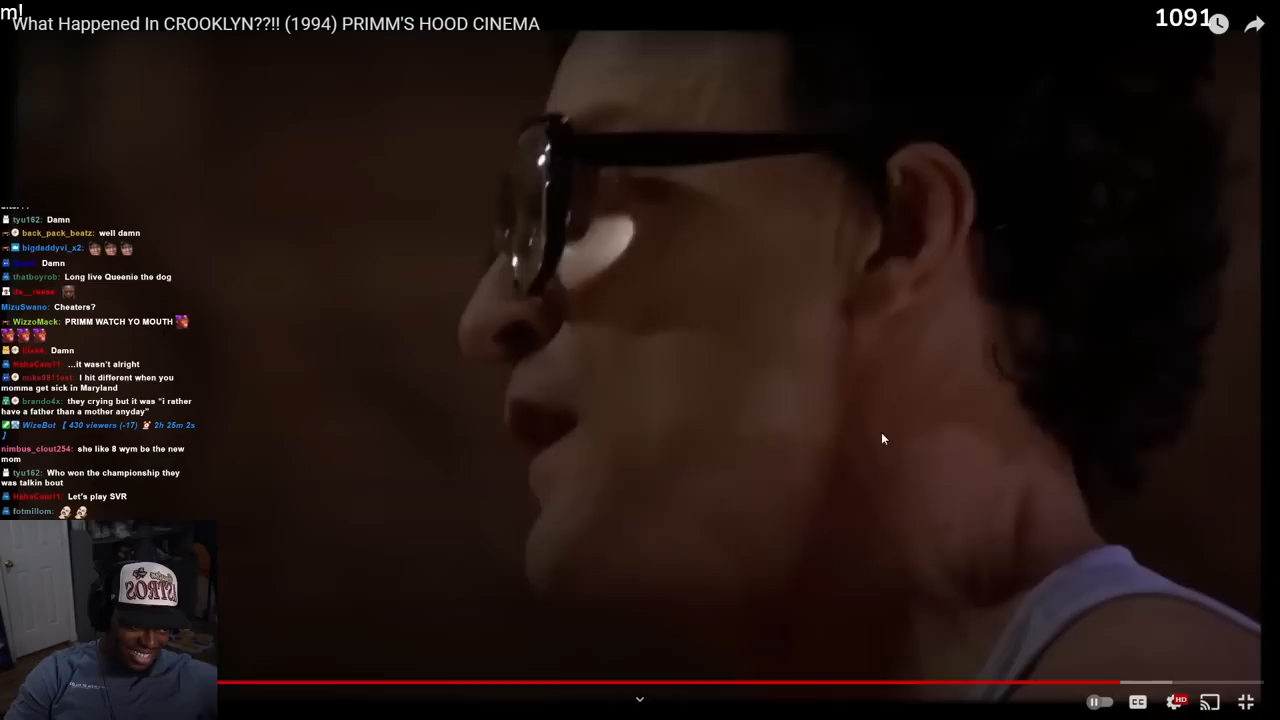 m!
What Happened In CROOKLYN??!! (1994) PRIMM'S HOOD CINEMA
1091
tyu162: Damn
back_pack_beatz: well damn
bigdaddyvi_x2:
Damn
thatboyrob: Long live Queenie the dog
MizuSwano: Cheaters?
WizzoMack: PRIMM WATCH YO MOUTH
Damn
HahaCam11: ...it wasn't alright
I hit different when you
momma get sick in Maryland
brando4x: they crying but it was “i rather
have a father than a mother anyday”
WizeBot [ 430 viewers (-17) 2h 25m 2s
]
nimbus_clout254: she like 8 wym be the new
mom
tyu162: Who won the championship they
was talkin bout
HahaCam11: Let's play SVR
fotmillom:
ASTROS
CC
HD